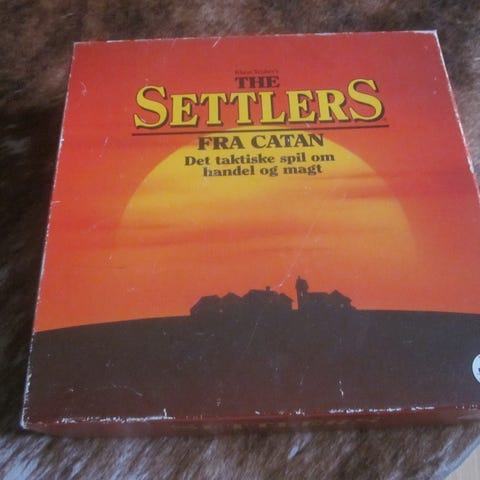 Klaus Teuber's
THE
SETTLERS
FRA CATAN
Det taktiske spil om
handel og magt